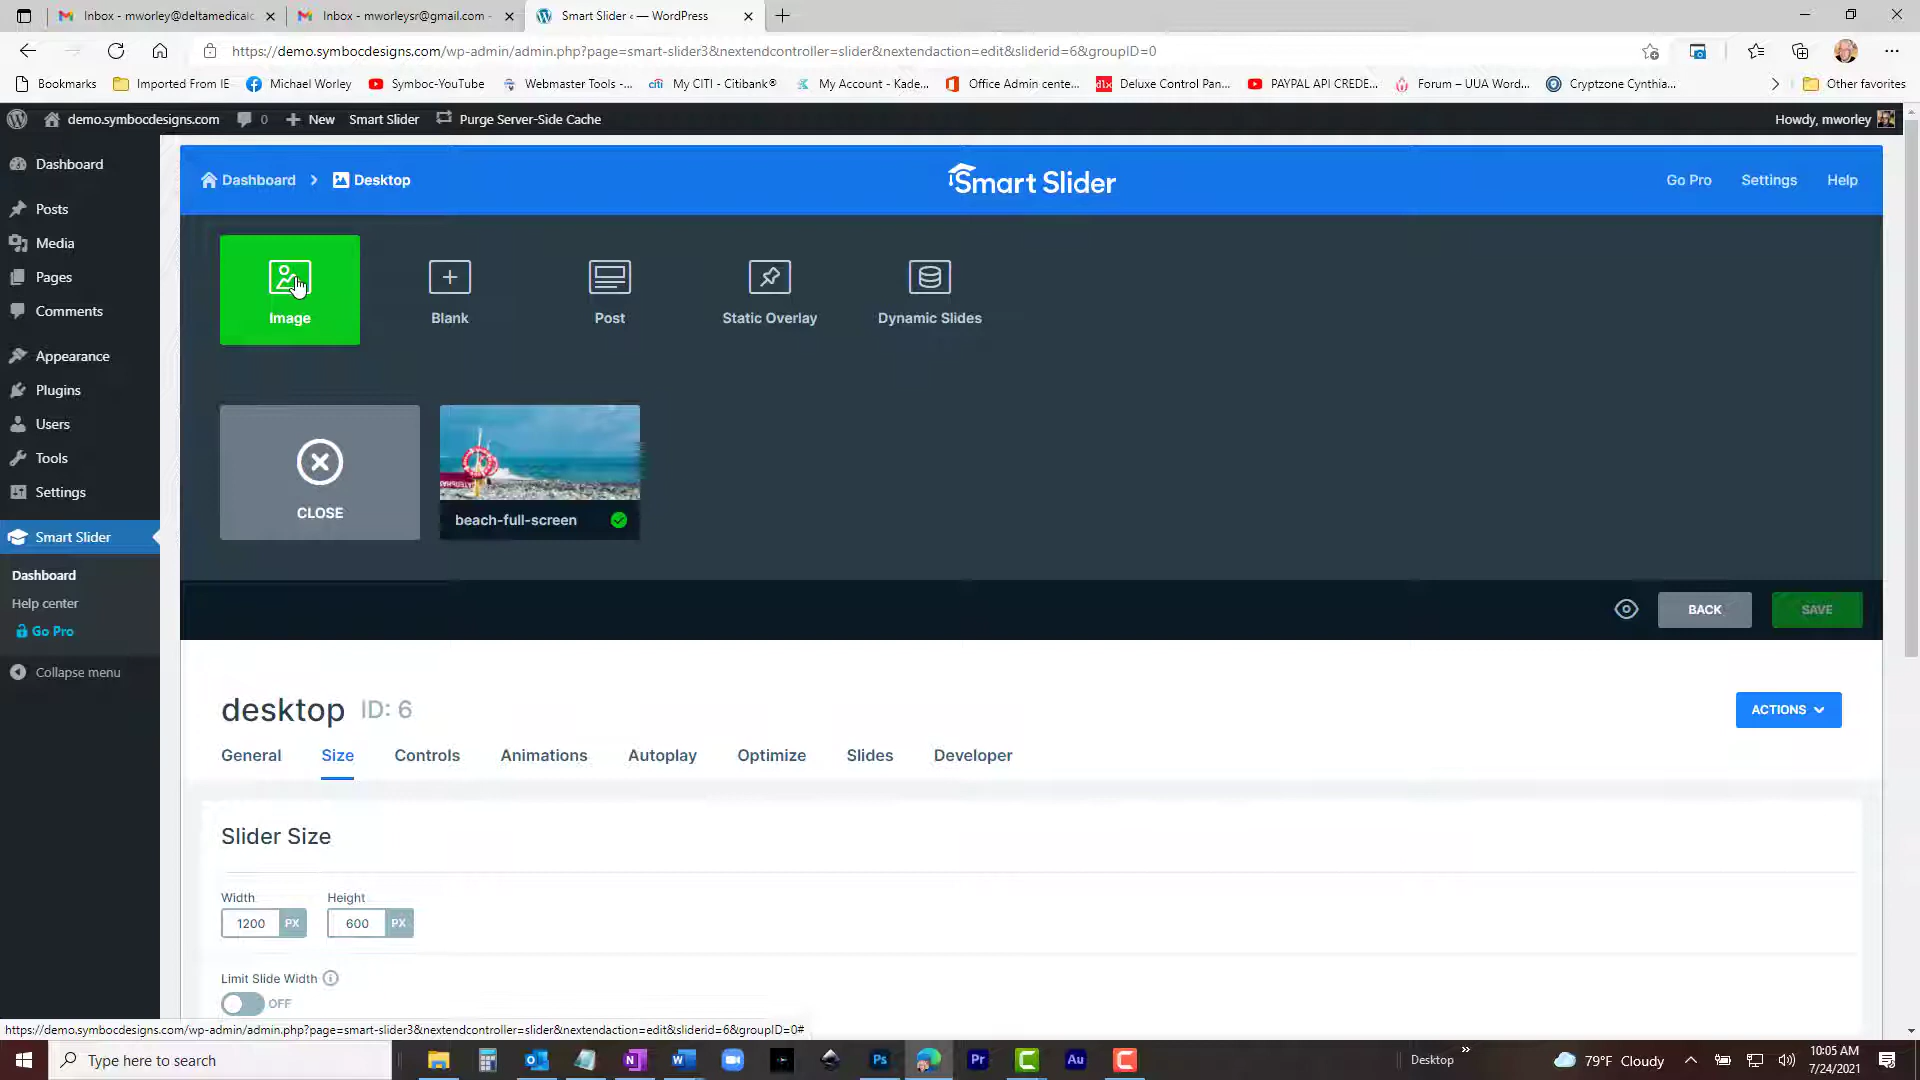 Inbox - mworley@deltamedicalc
Inbox - mworleysr@gmail.com -
Smart Slider ‹ — WordPress
https://demo.symbocdesigns.com/wp-admin/admin.php?page=smart-slider3&nextendcontroller=slider&nextendaction=edit&sliderid=6&groupID=0
Bookmarks
Imported From IE
Michael Worley
Symboc-YouTube
Webmaster Tools -...
citi My CITI - Citibank®
My Account - Kade...
Office Admin cente...
dlx Deluxe Control Pan...
PAYPAL API CREDE...
Forum – UUA Word...
Cryptzone Cynthia...
Other favorites
demo.symbocdesigns.com
0
New
Smart Slider
Purge Server-Side Cache
Howdy, mworley
Dashboard
Posts
Media
Pages
Comments
Appearance
Plugins
Users
Tools
Settings
Smart Slider
Dashboard
Help center
Go Pro
Collapse menu
Dashboard
Desktop
Smart Slider
Go Pro
Settings
Help
Image
Blank
Post
Static Overlay
Dynamic Slides
CLOSE
beach-full-screen
BACK
SAVE
desktop ID: 6
ACTIONS
General
Size
Controls
Animations
Autoplay
Optimize
Slides
Developer
Slider Size
Width
Height
1200 PX
600 PX
Limit Slide Width
OFF
https://demo.symbocdesigns.com/wp-admin/admin.php?page=smart-slider3&nextendcontroller=slider&nextendaction=edit&sliderid=6&groupID=0#
Type here to search
Ps
Pr
Au
Desktop
79°F Cloudy
10:05 AM
7/24/2021